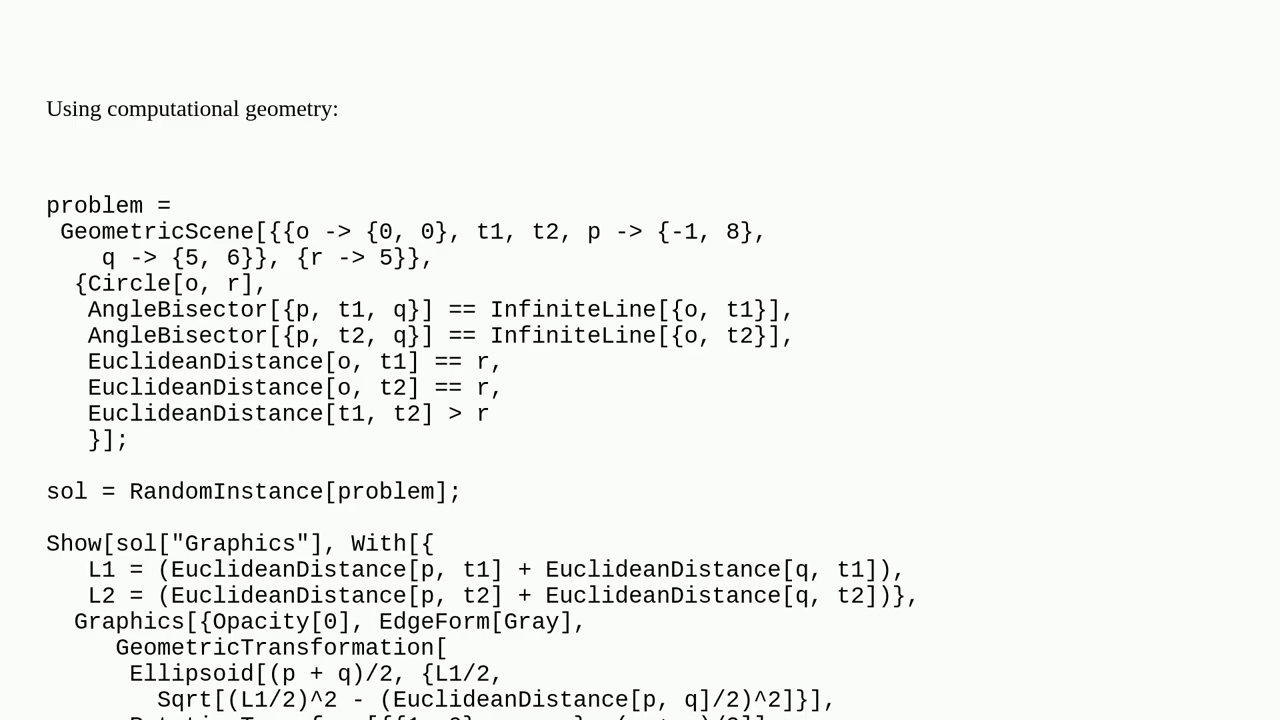 Using computational geometry:
problem =
GeometricScene[{{o -> {0, 0}, t1, t2, p -> {-1, 8},
q -> {5, 6}}, {r -> 5}},
{Circle[o, r],
AngleBisector[{p, t1, q}] == InfiniteLine[{o, t1}],
AngleBisector[{p, t2, q}] == InfiniteLine[{o, t2}],
EuclideanDistance[o, t1] == r,
EuclideanDistance[o, t2] == r,
EuclideanDistance[t1, t2] > r
}];
sol = RandomInstance[problem];
Show[sol["Graphics"], With[{
L1 = (EuclideanDistance[p, t1] + EuclideanDistance[q, t1]),
L2 = (EuclideanDistance[p, t2] + EuclideanDistance[q, t2])},
Graphics[{Opacity[0], EdgeForm[Gray],
GeometricTransformation[
Ellipsoid[(p + q)/2, {L1/2,
Sqrt[(L1/2)^2 - (EuclideanDistance[p, q]/2)^2]}],